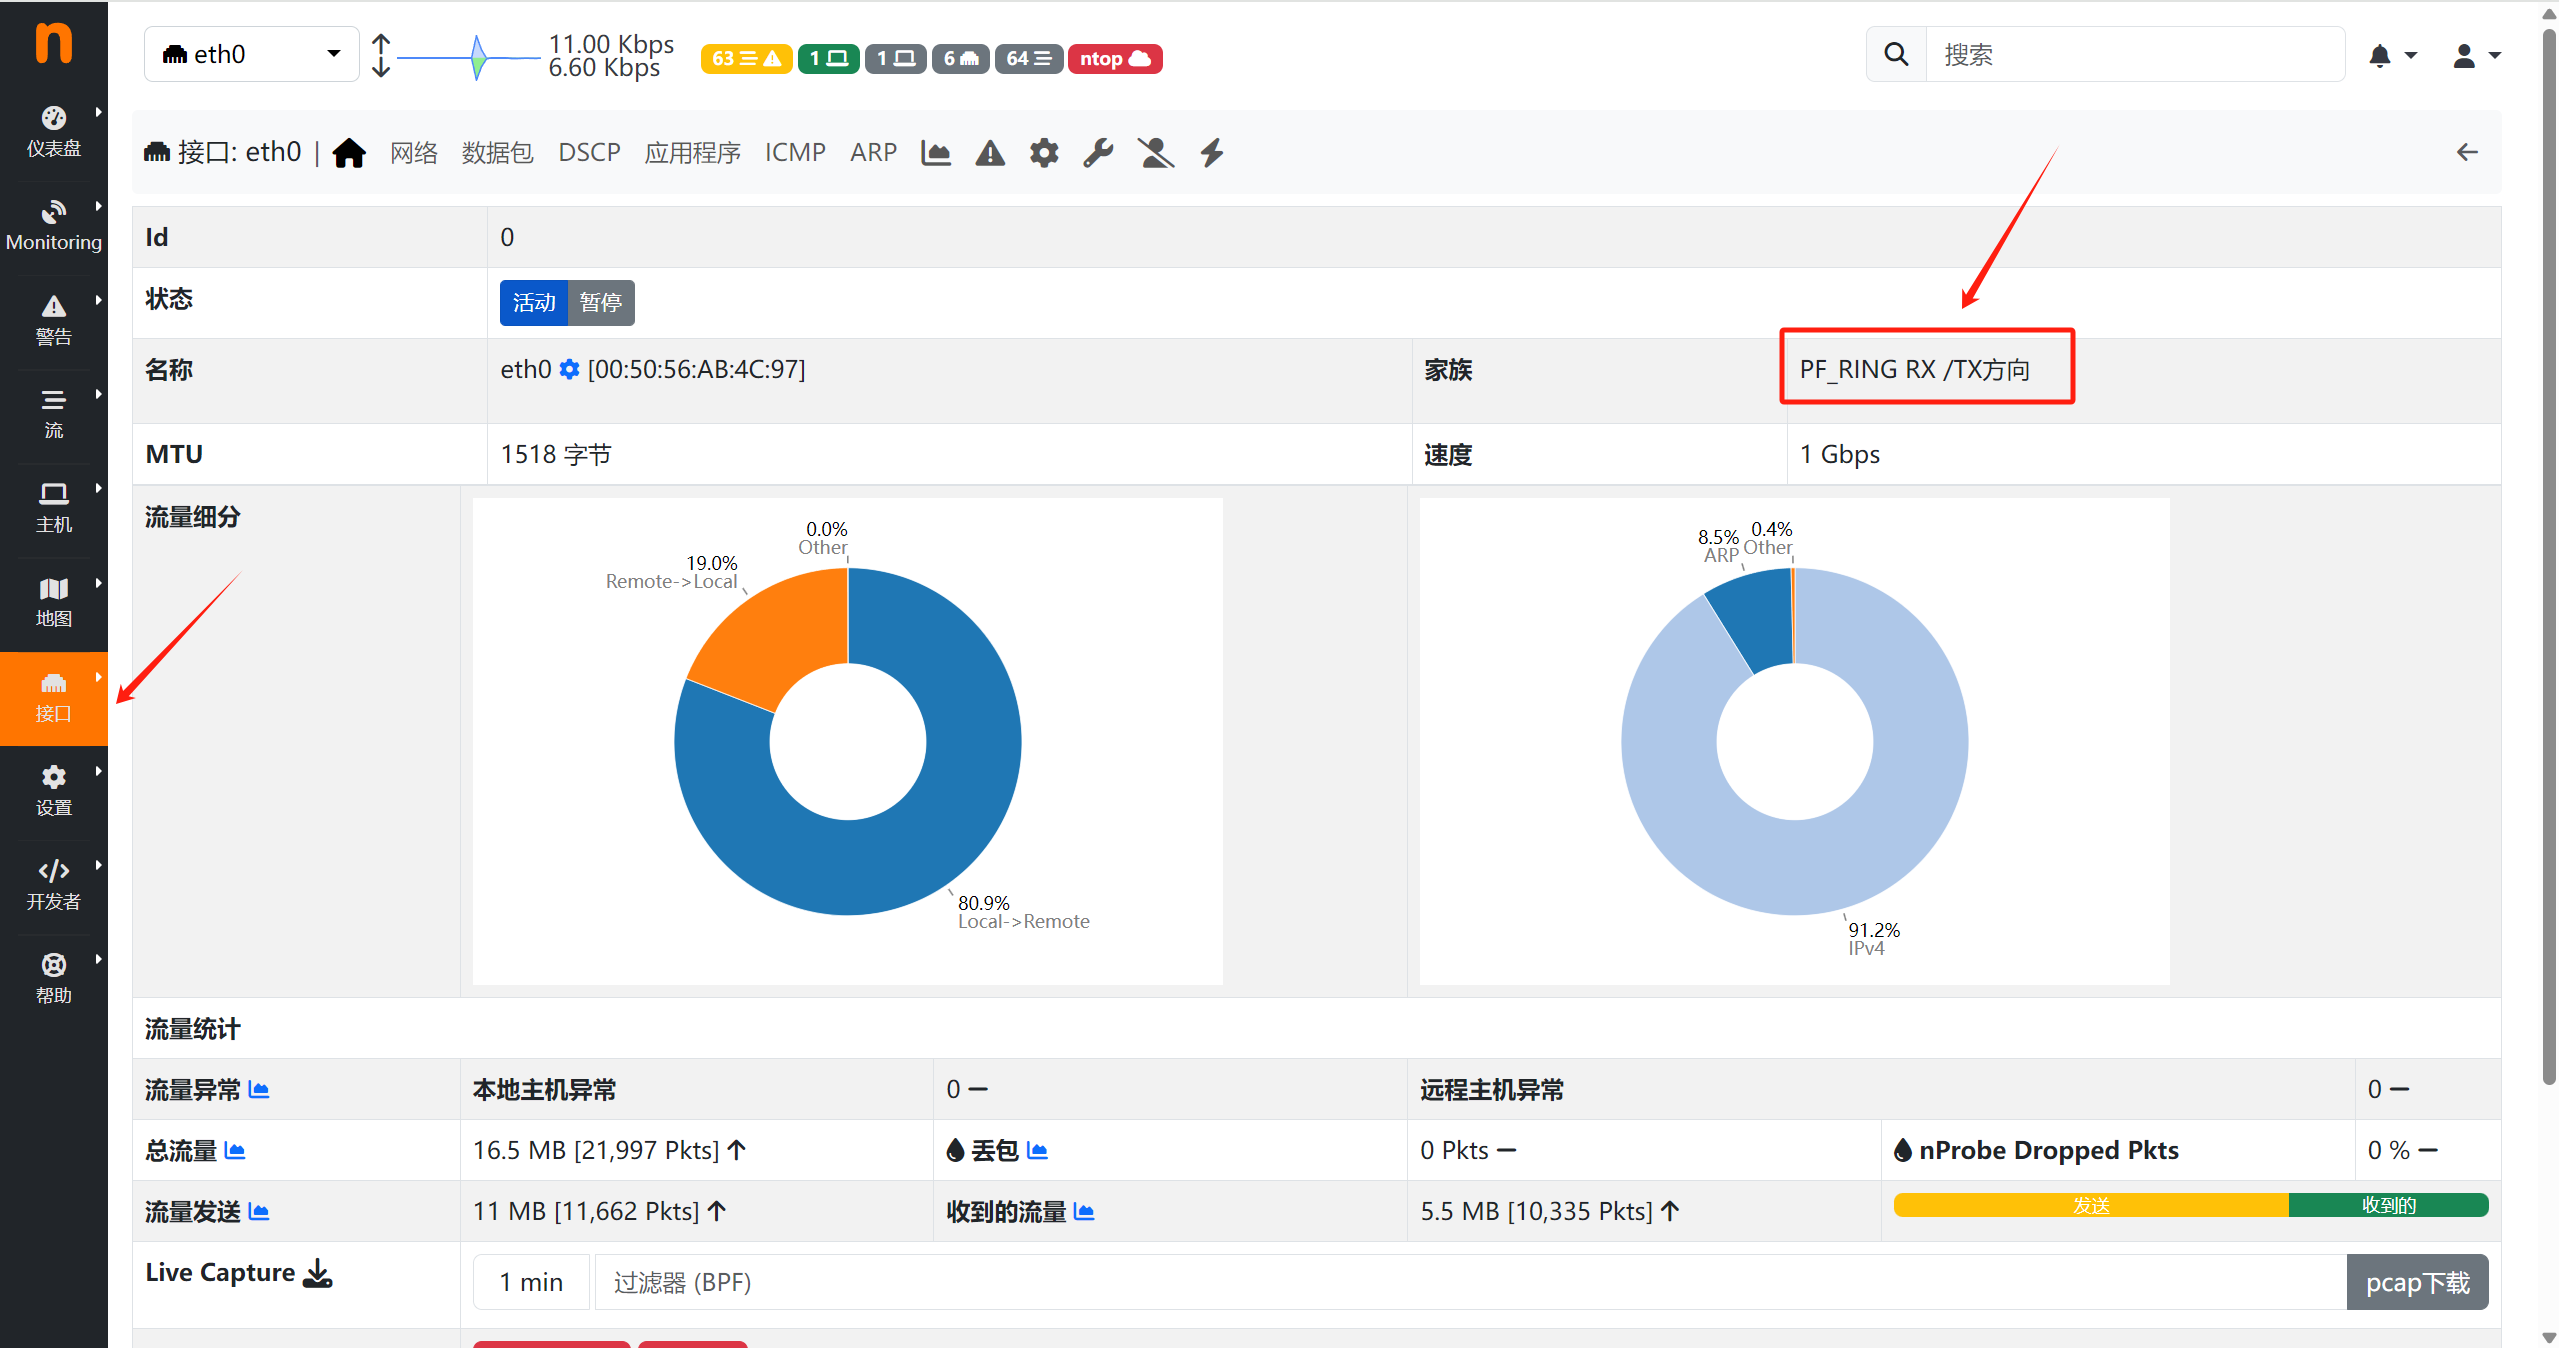 n
eth0
11.00 Kbps
6.60 Kbps
63
1
1
6
64
ntop
搜索
仪表盘
Monitoring
警告
流
主机
地图
接口
设置
开发者
帮助
接口: eth0 |
网络
数据包
DSCP
应用程序
ICMP
ARP
Id
0
状态
活动
暂停
名称
eth0 [00:50:56:AB:4C:97]
家族
PF_RING RX /TX方向
MTU
1518 字节
速度
1 Gbps
流量细分
0.0%
Other
19.0%
Remote->Local
80.9%
Local->Remote
8.5%
ARP
0.4%
Other
91.2%
IPv4
流量统计
流量异常
本地主机异常
0
远程主机异常
0
总流量
16.5 MB [21,997 Pkts]
丢包
0 Pkts
nProbe Dropped Pkts
0 %
流量发送
11 MB [11,662 Pkts]
收到的流量
5.5 MB [10,335 Pkts]
发送
收到的
Live Capture
1 min
过滤器 (BPF)
pcap下载